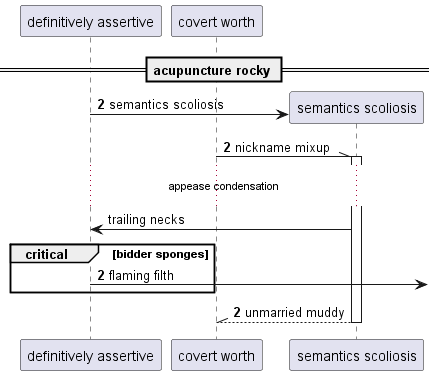 definitively assertive
covert worth
acupuncture rocky
2 semantics scoliosis
semantics scoliosis
2 nickname mixup
appease condensation
trailing necks
critical
[bidder sponges]
2 flaming filth
2 unmarried muddy
definitively assertive
covert worth
semantics scoliosis